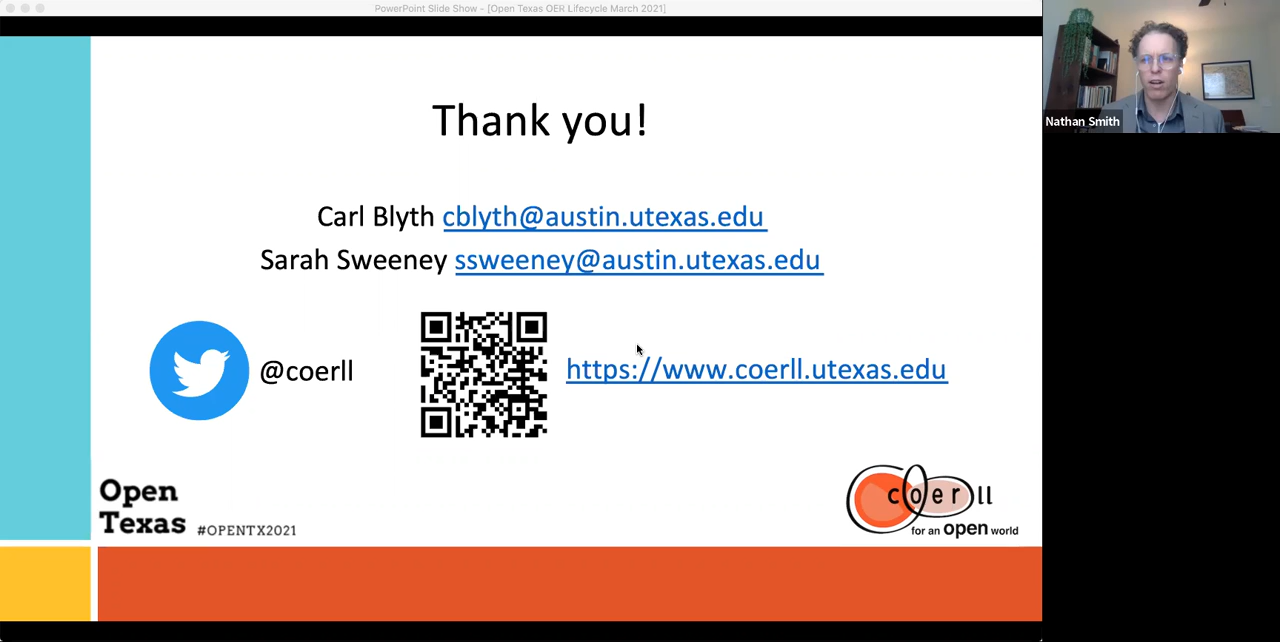 PowerPoint Slide Show - [Open Texas OER Lifecycle March 2021]
Thank you!
Carl Blyth cblyth@austin.utexas.edu
Sarah Sweeney ssweeney@austin.utexas.edu
@coerll
https://www.coerll.utexas.edu
Open
Texas #OPENTX2021
coerll
for an open world
Nathan Smith